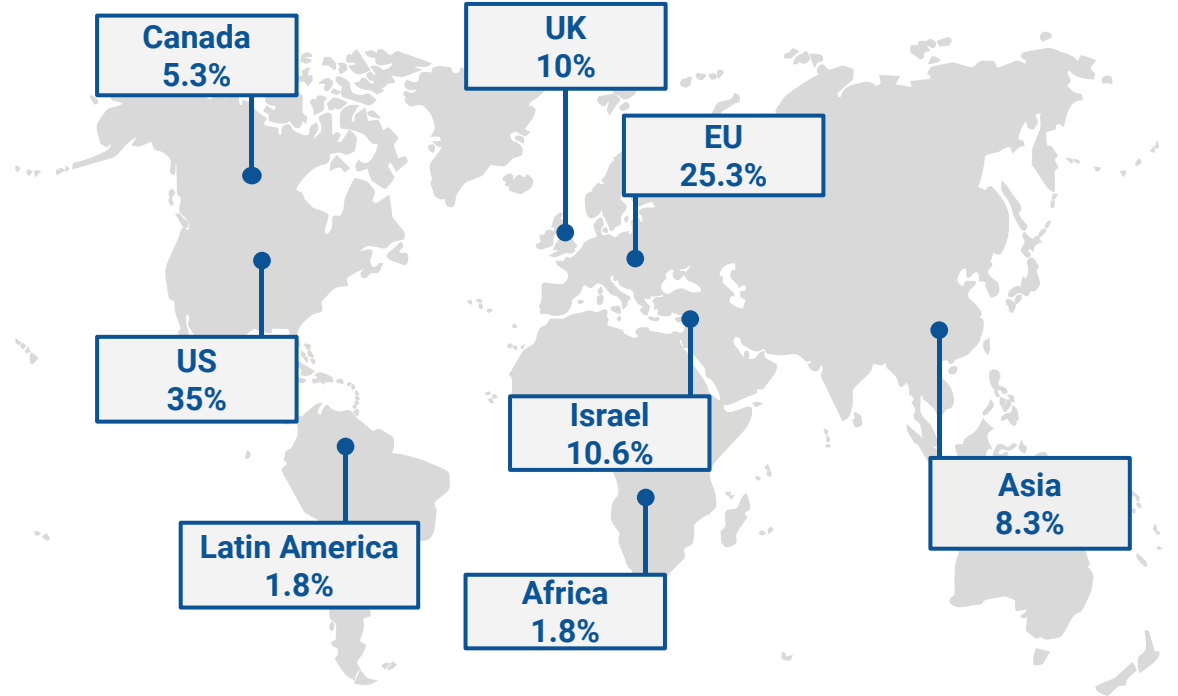 Canada
5.3%
UK
10%
EU
25.3%
US
35%
Israel
10.6%
Asia
8.3%
Latin America
1.8%
Africa
1.8%